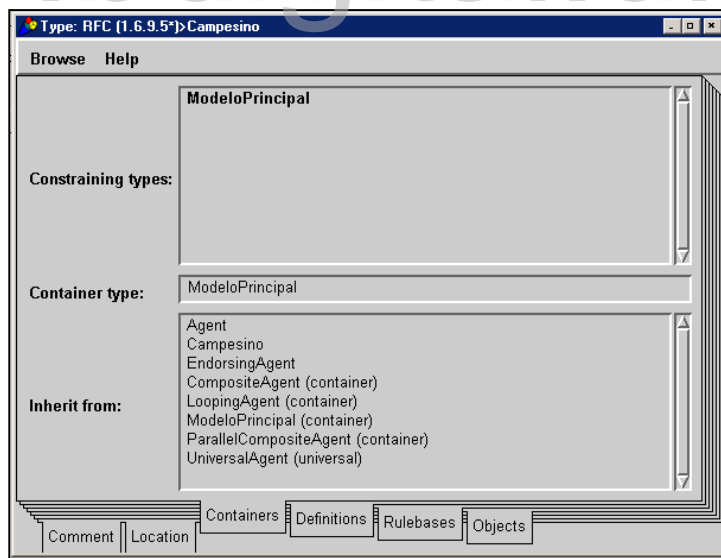 Type: RFC (1.6.9.5*)>Campesino
Browse Help
ModeloPrincipal
Constraining types:
Container type: ModeloPrincipal
Agent
Campesino
EndorsingAgent
CompositeAgent (container)
Inherit from: LoopingAgent (container)
ModeloPrincipal (container)
ParallelCompositeAgent (container)
UniversalAgent (universal)
Comment Location Containers Definitions Rulebases Objects